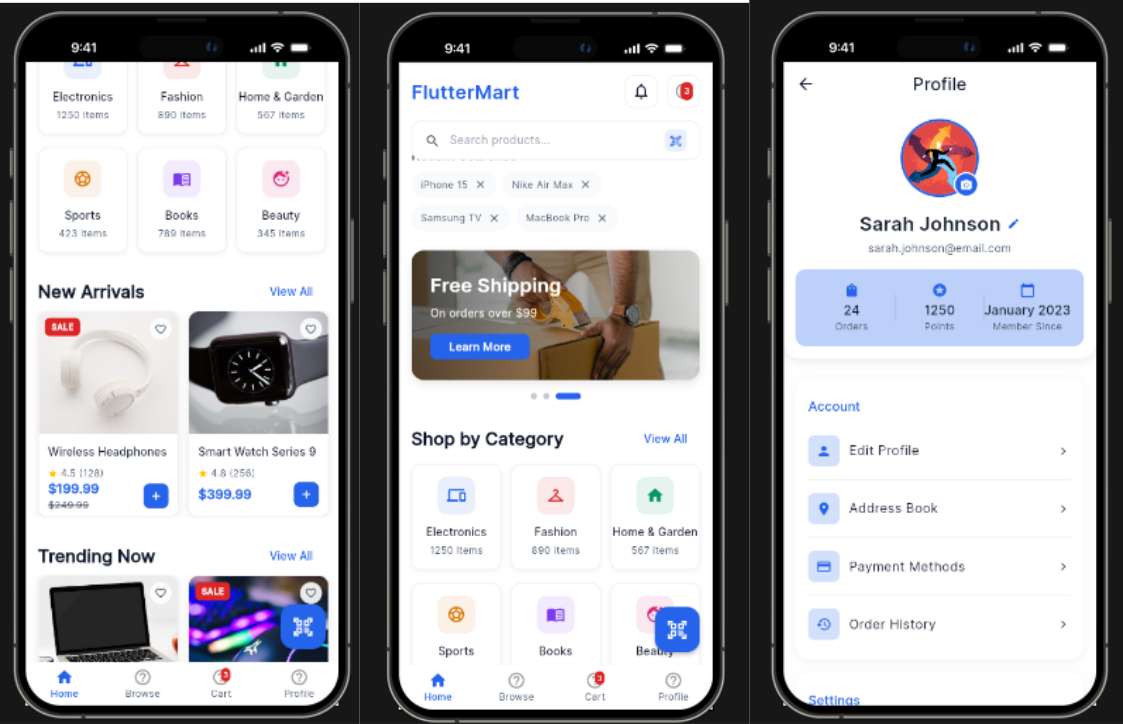 9:41
Electronics
1250 Items
Fashion
890 Items
Home & Garden
567 Items
Sports
423 Items
Books
789 Items
Beauty
345 Items
New Arrivals
View All
SALE
Wireless Headphones
4.5 (128)
$199.99
$249.99
+
Smart Watch Series 9
4.8 (256)
$399.99
+
Trending Now
View All
SALE
Home
Browse
3
Cart
Profile
9:41
FlutterMart
3
Search products...
iPhone 15 ✕
Nike Air Max ✕
Samsung TV ✕
MacBook Pro ✕
Free Shipping
On orders over $99
Learn More
Shop by Category
View All
Electronics
1250 Items
Fashion
890 Items
Home & Garden
567 Items
Sports
Books
Beauty
Home
Browse
3
Cart
Profile
9:41
Profile
Sarah Johnson
sarah.johnson@email.com
24
Orders
1250
Points
January 2023
Member Since
Account
Edit Profile
Address Book
Payment Methods
Order History
Settings